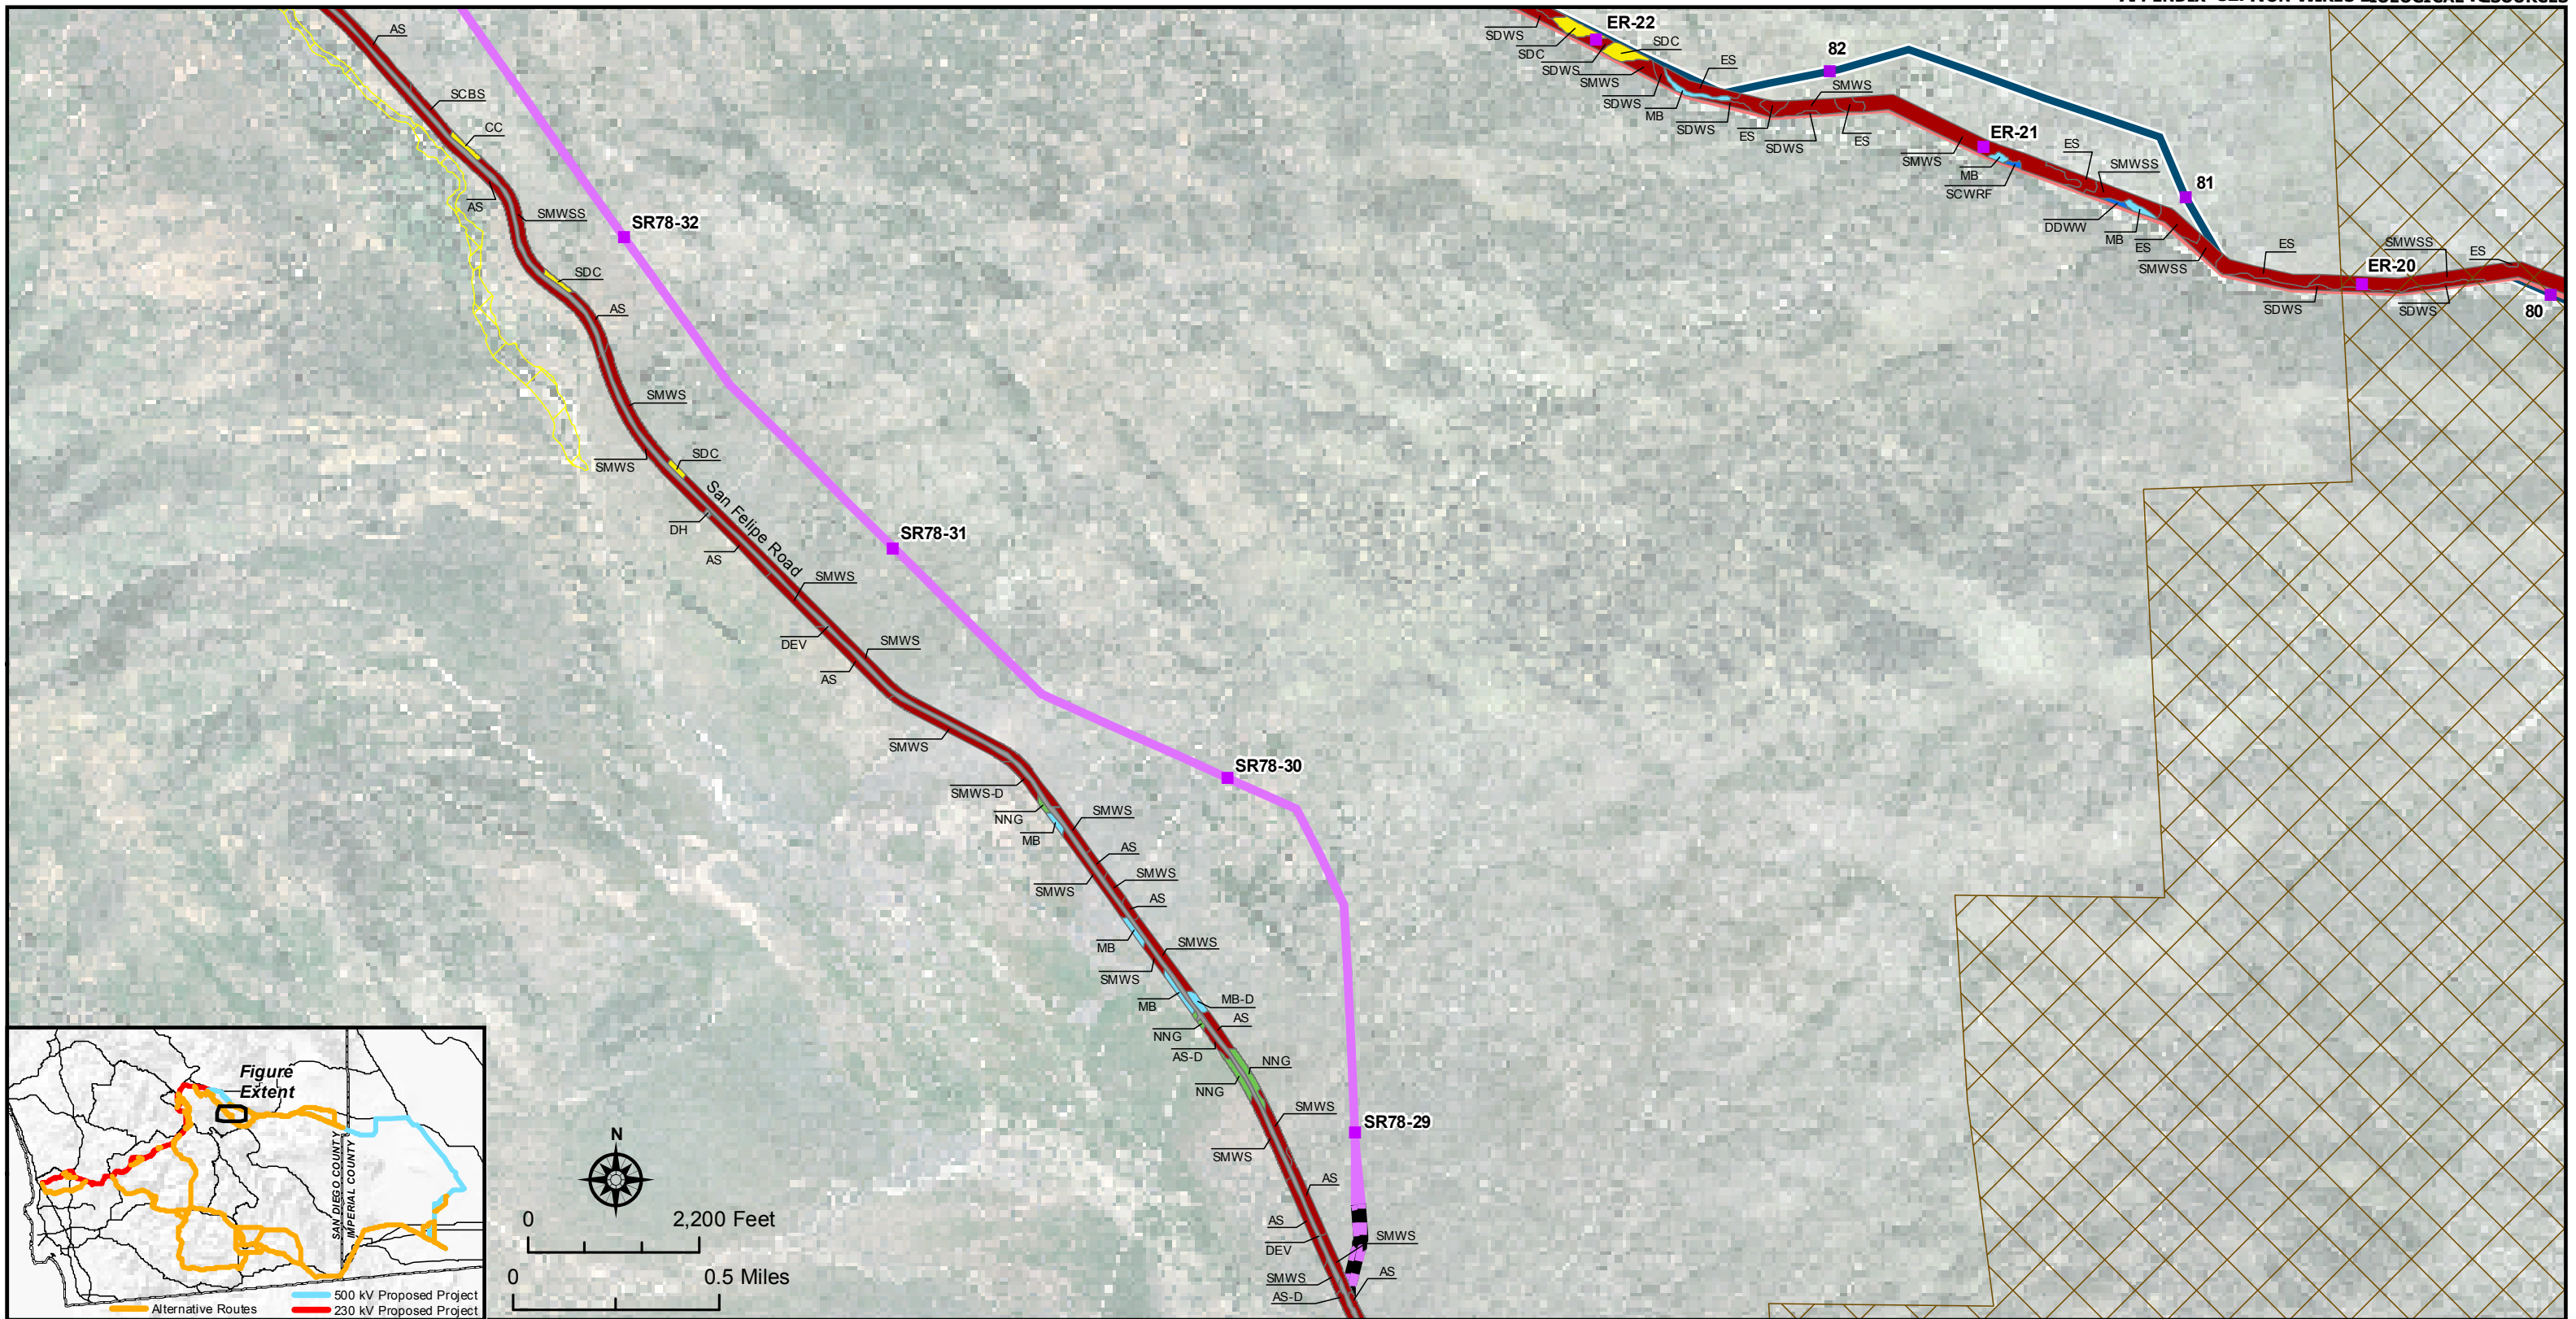 AS
SCBS
CC
AS
SMWSS
SDC
AS
SMWS
SMWS
SDC
DH
AS
San Felipe Road
SMWS
DEV
SMWS
AS
SMWS
SMWS-D
NNG
MB
SMWS
AS
SMWS
SMWS
AS
MB
SMWS
SMWS
MB
MB-D
NNG
AS
AS-D
NNG
NNG
SMWS
SMWS
AS
AS
DEV
SMWS
SMWS
AS
AS-D
SR78-32
SR78-31
SR78-30
SR78-29
ER-22
SDWS
SDC
SDC
SDWS
SMWS
ES
SDWS
MB
SDWS
82
SMWS
ES
SDWS
ES
ER-21
SMWS
MB
SCWRF
ES
SMWSS
81
DDWW
MB
ES
SMWSS
ES
SDWS
SMWSS
ER-20
ES
SDWS
80
Figure
Extent
SAN DIEGO COUNTY
IMPERIAL COUNTY
500 kV Proposed Project
Alternative Routes
230 kV Proposed Project
N
0 2,200 Feet
0 0.5 Miles